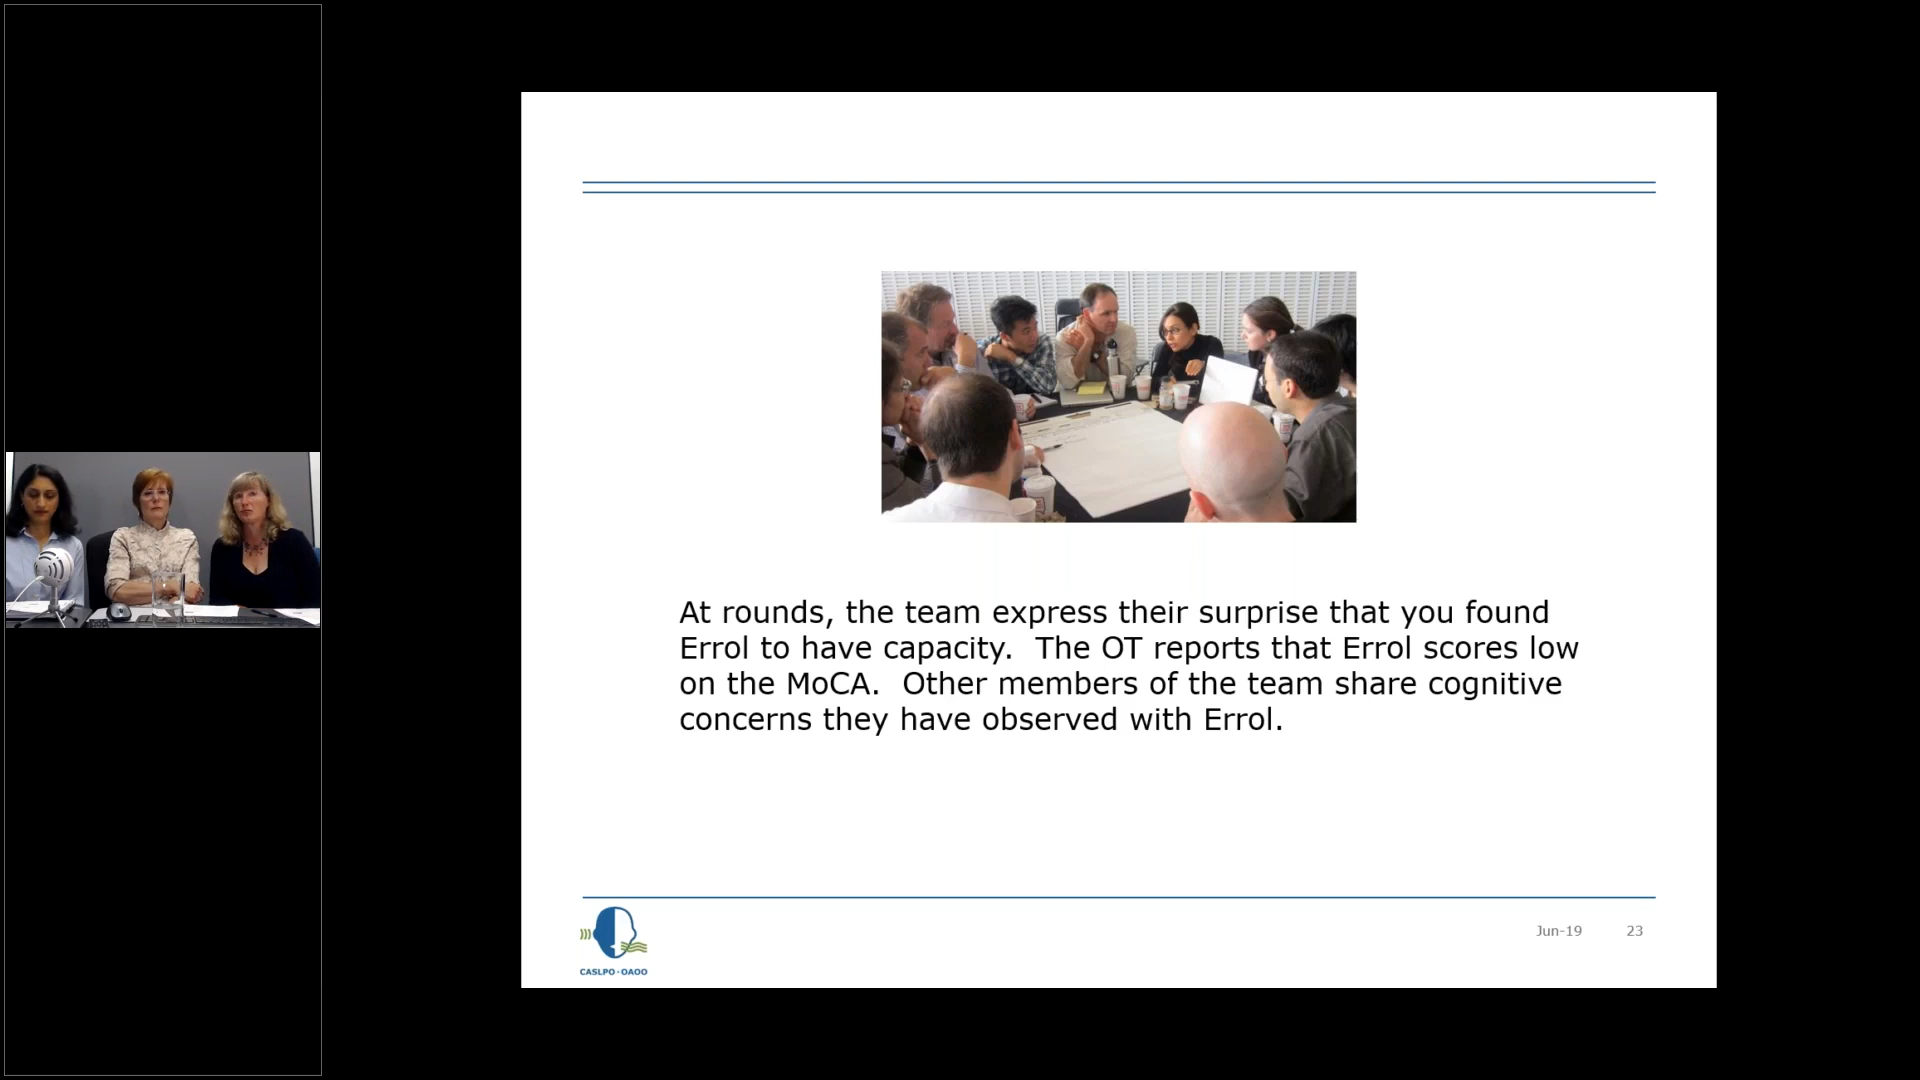 At rounds, the team express their surprise that you found
Errol to have capacity.  The OT reports that Errol scores low
on the MoCA.  Other members of the team share cognitive
concerns they have observed with Errol.
CASLPO·OAOO
Jun-19 23